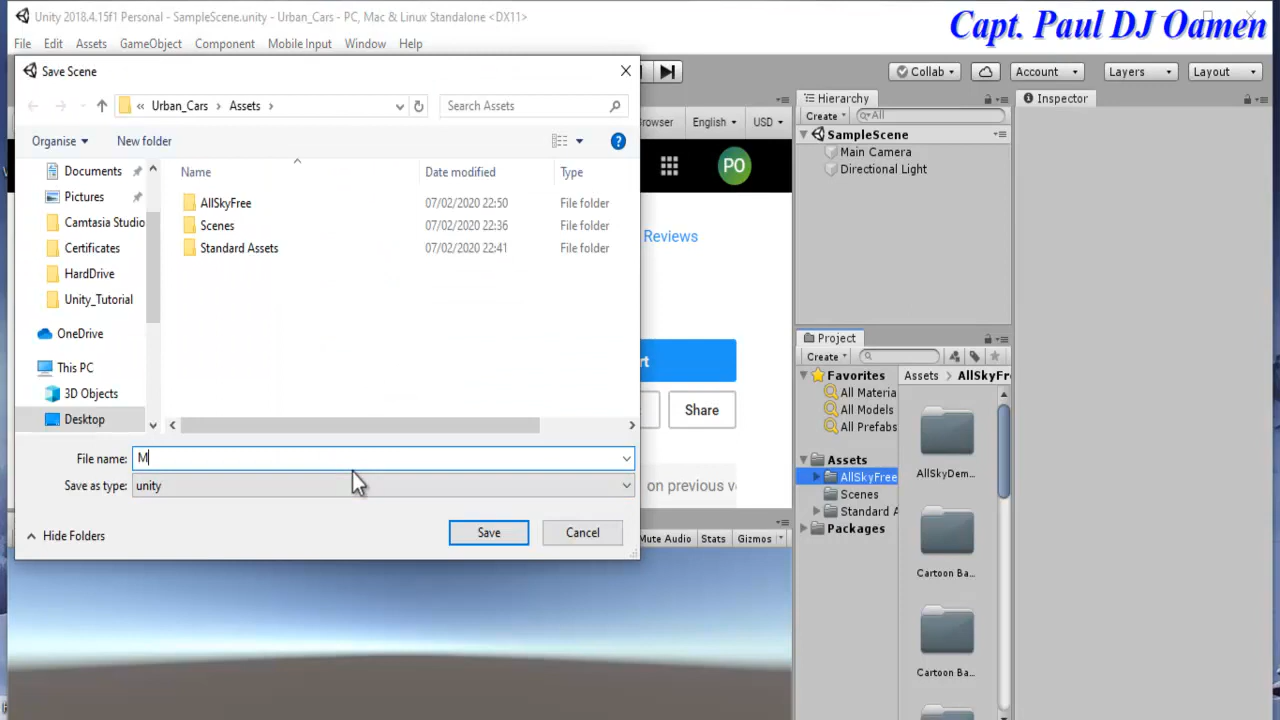 Unity 2018.4.15f1 Personal - SampleScene.unity - Urban_Cars - PC, Mac & Linux Standalone <DX11>
Capt. Paul DJ Oamen
File Edit Assets GameObject Component Mobile Input Window Help
Save Scene
Collab Account Layers Layout
« Urban_Cars > Assets >
Search Assets
Organise New folder
Name Date modified Type
AllSkyFree 07/02/2020 22:50 File folder
Scenes 07/02/2020 22:36 File folder
Standard Assets 07/02/2020 22:41 File folder
Documents
Pictures
Camtasia Studio
Certificates
HardDrive
Unity_Tutorial
OneDrive
This PC
3D Objects
Desktop
File name: M
Save as type: unity
Hide Folders
Save Cancel
rowser English USD
PO
Reviews
rt
Share
on previous v
Mute Audio Stats Gizmos
Hierarchy
Create All
SampleScene
Main Camera
Directional Light
Inspector
Project
Create
Favorites
All Materia
All Models
All Prefabs
Assets
AllSkyFree
Scenes
Standard A
Packages
Assets > AllSkyFr
AllSkyDem...
Cartoon Ba...
Cartoon Ba...